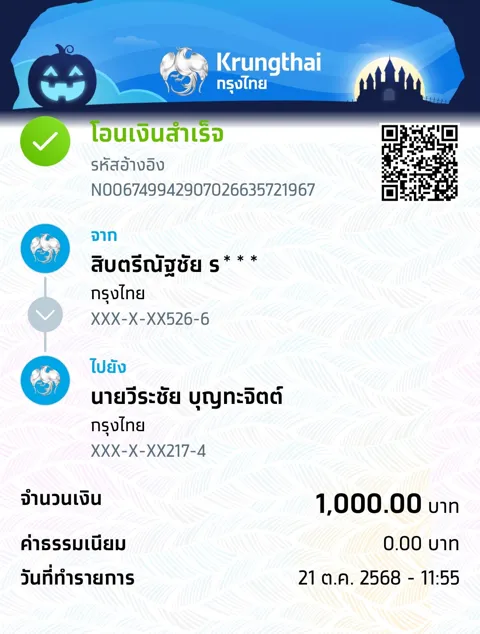 Krungthai
กรุงไทย
โอนเงินสำเร็จ
รหัสอ้างอิง
N006749942907026635721967
จาก
สิบตรีณัฐชัย ร***
กรุงไทย
XXX-X-XX526-6
ไปยัง
นายวีระชัย บุญทะจิตต์
กรุงไทย
XXX-X-XX217-4
จำนวนเงิน 1,000.00 บาท
ค่าธรรมเนียม 0.00 บาท
วันที่ทำรายการ 21 ต.ค. 2568 - 11:55